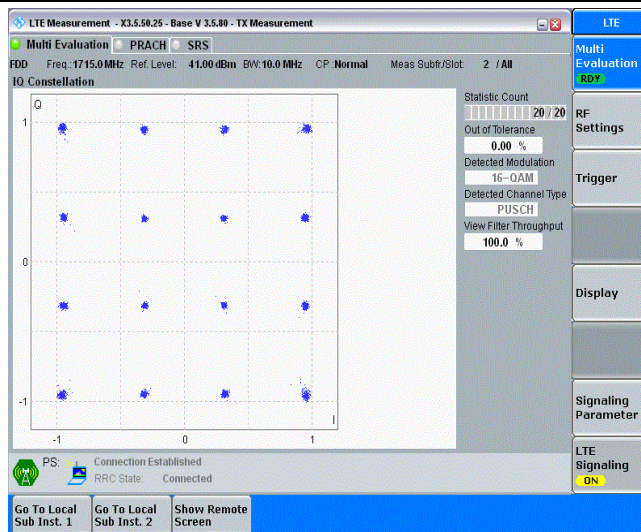 LTE Measurement - X3.5.50.25 - Base V 3.5.80 - TX Measurement
LTE
Multi Evaluation PRACH SRS
FDD Freq.:1715.0 MHz Ref. Level: 41.00 dBm BW:10.0 MHz CP :Normal Meas Subfr./Slot: 2 / All
IQ Constellation
Q
1
0
-1
I
-1 0 1
Statistic Count
20 / 20
Out of Tolerance
0.00 %
Detected Modulation
16-QAM
Detected Channel Type
PUSCH
View Filter Throughput
100.0 %
Multi
Evaluation
RDY
RF
Settings
Trigger
Display
Signaling
Parameter
LTE
Signaling
ON
PS: Connection Established
RRC State: Connected
Go To Local
Sub Inst. 1
Go To Local
Sub Inst. 2
Show Remote
Screen